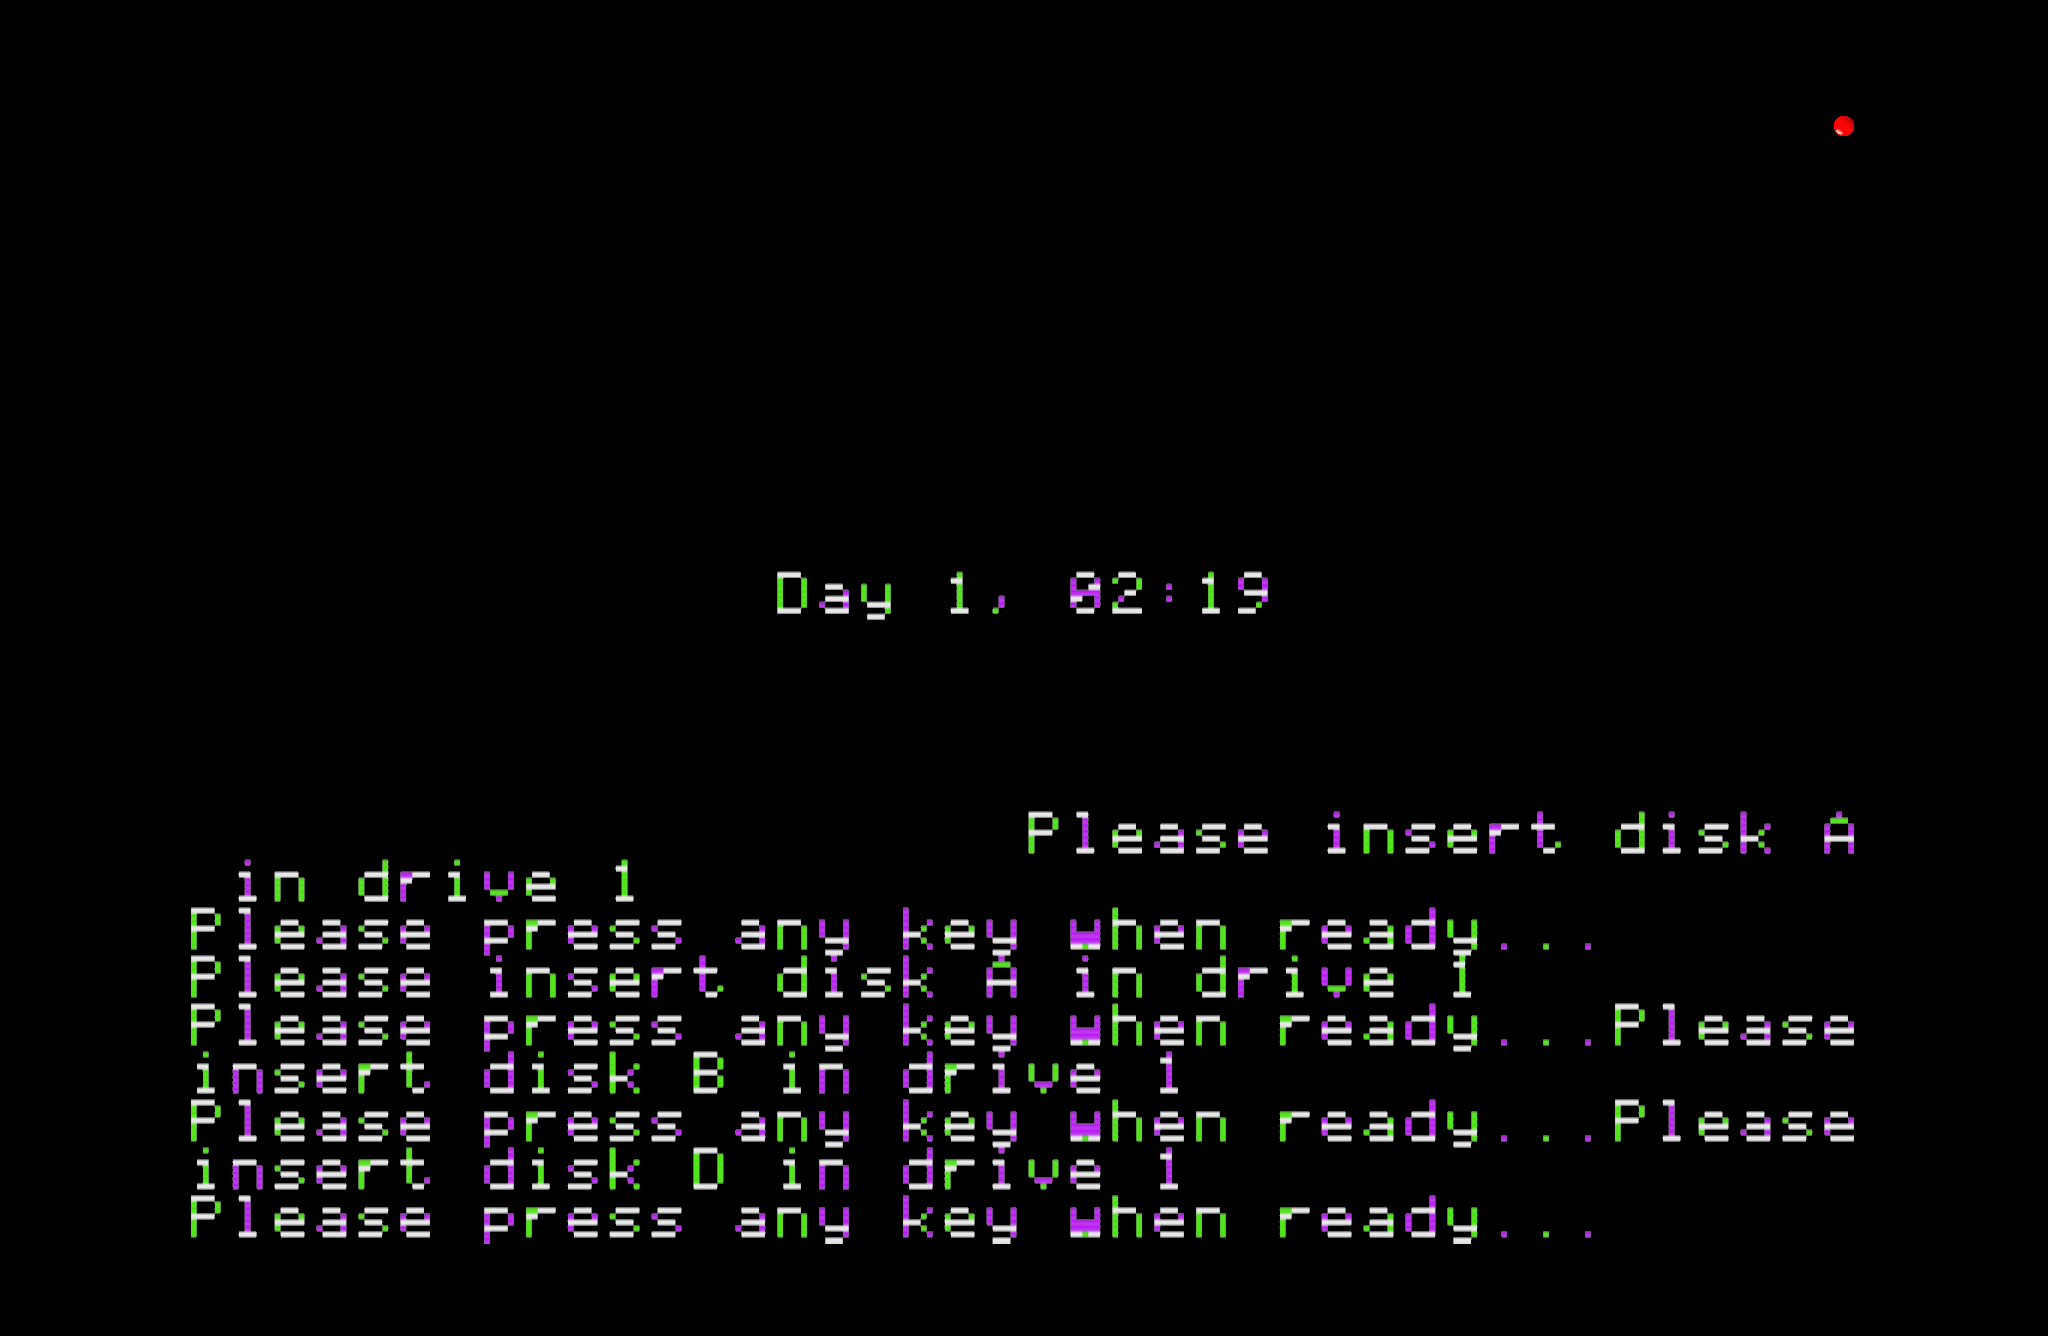 Day 1, 02:19
Please insert disk A
in drive 1
Please press any key when ready...
Please insert disk A in drive 1
Please press any key when ready...Please
insert disk B in drive 1
Please press any key when ready...Please
insert disk D in drive 1
Please press any key when ready...